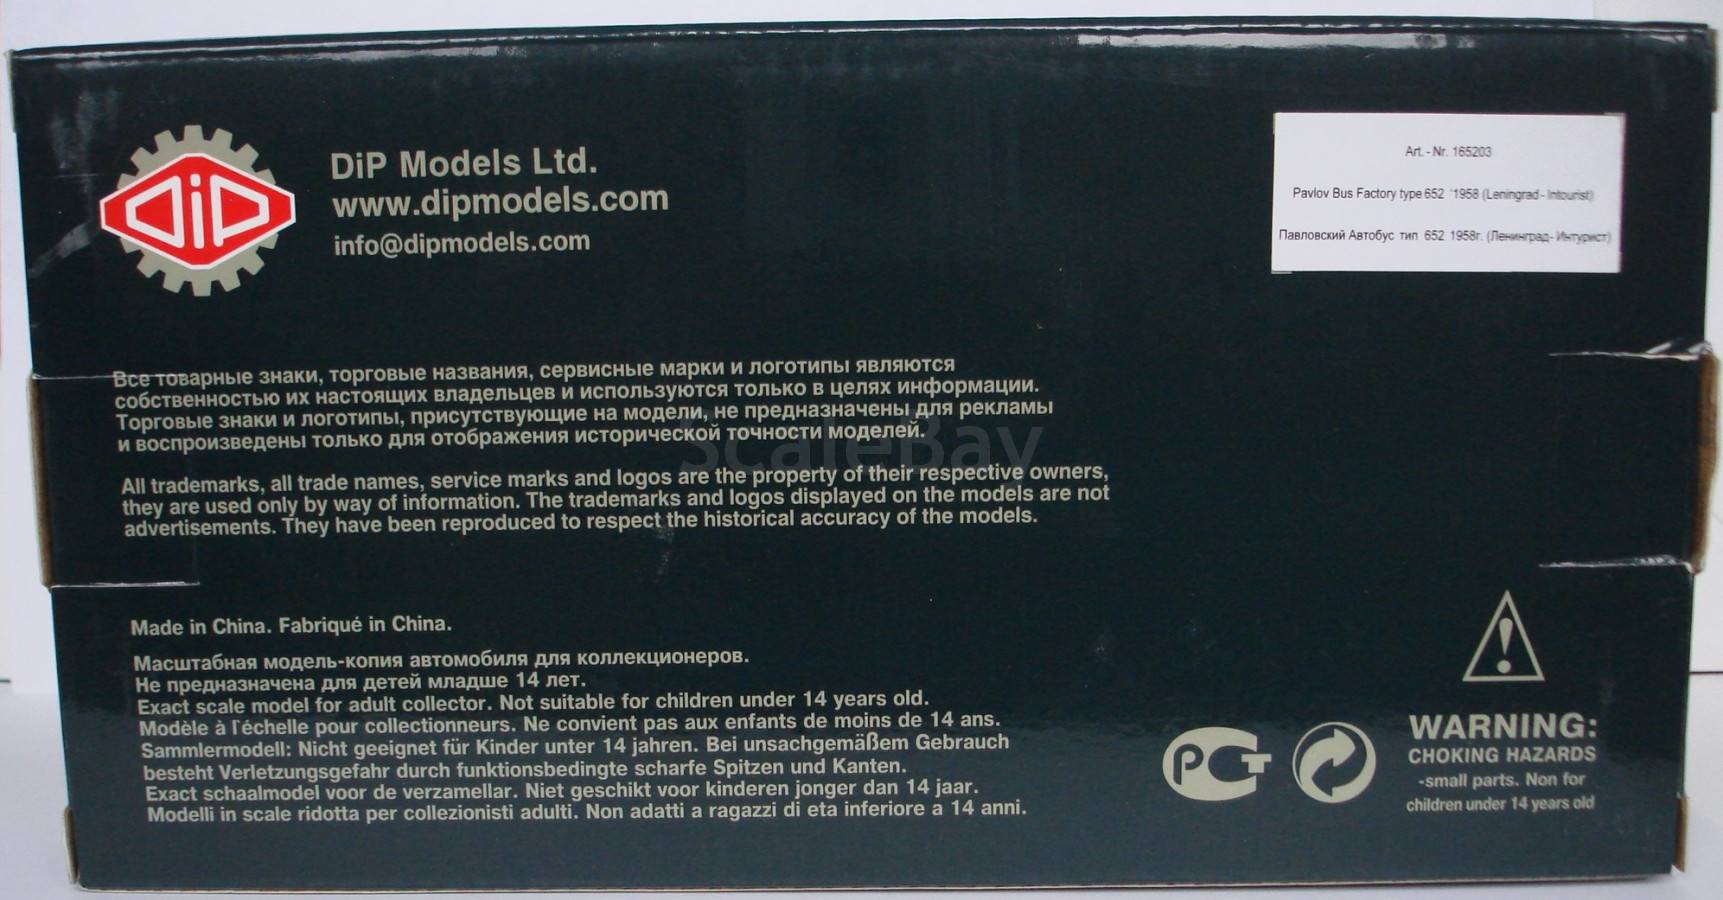 DiP
DiP Models Ltd.
www.dipmodels.com
info@dipmodels.com
Art.- Nr. 165203
Pavlov Bus Factory type 652 '1958 (Leningrad - Intourist)
Павловский Автобус тип 652 1958г. (Ленинград- Интурист)
Все товарные знаки, торговые названия, сервисные марки и логотипы являются
собственностью их настоящих владельцев и используются только в целях информации.
Торговые знаки и логотипы, присутствующие на модели, не предназначены для рекламы
и воспроизведены только для отображения исторической точности моделей.
ScaleBay
All trademarks, all trade names, service marks and logos are the property of their respective owners,
they are used only by way of information. The trademarks and logos displayed on the models are not
advertisements. They have been reproduced to respect the historical accuracy of the models.
Made in China. Fabriqué in China.
Масштабная модель-копия автомобиля для коллекционеров.
Не предназначена для детей младше 14 лет.
Exact scale model for adult collector. Not suitable for children under 14 years old.
Modèle à l'échelle pour collectionneurs. Ne convient pas aux enfants de moins de 14 ans.
Sammlermodell: Nicht geeignet für Kinder unter 14 jahren. Bei unsachgemäßem Gebrauch
besteht Verletzungsgefahr durch funktionsbedingte scharfe Spitzen und Kanten.
Exact schaalmodel voor de verzamellar. Niet geschikt voor kinderen jonger dan 14 jaar.
Modelli in scale ridotta per collezionisti adulti. Non adatti a ragazzi di eta inferiore a 14 anni.
РСТ
WARNING:
CHOKING HAZARDS
-small parts. Non for
children under 14 years old